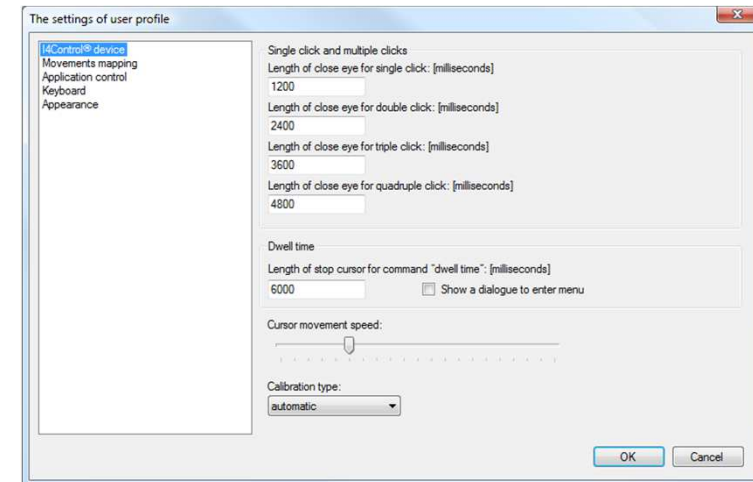 The settings of user profile
I4Control® device
Movements mapping
Application control
Keyboard
Appearance
Single click and multiple clicks
Length of close eye for single click: [milliseconds]
1200
Length of close eye for double click: [milliseconds]
2400
Length of close eye for triple click: [milliseconds]
3600
Length of close eye for quadruple click: [milliseconds]
4800
Dwell time
Length of stop cursor for command "dwell time": [milliseconds]
6000
Show a dialogue to enter menu
Cursor movement speed:
Calibration type:
automatic
OK Cancel